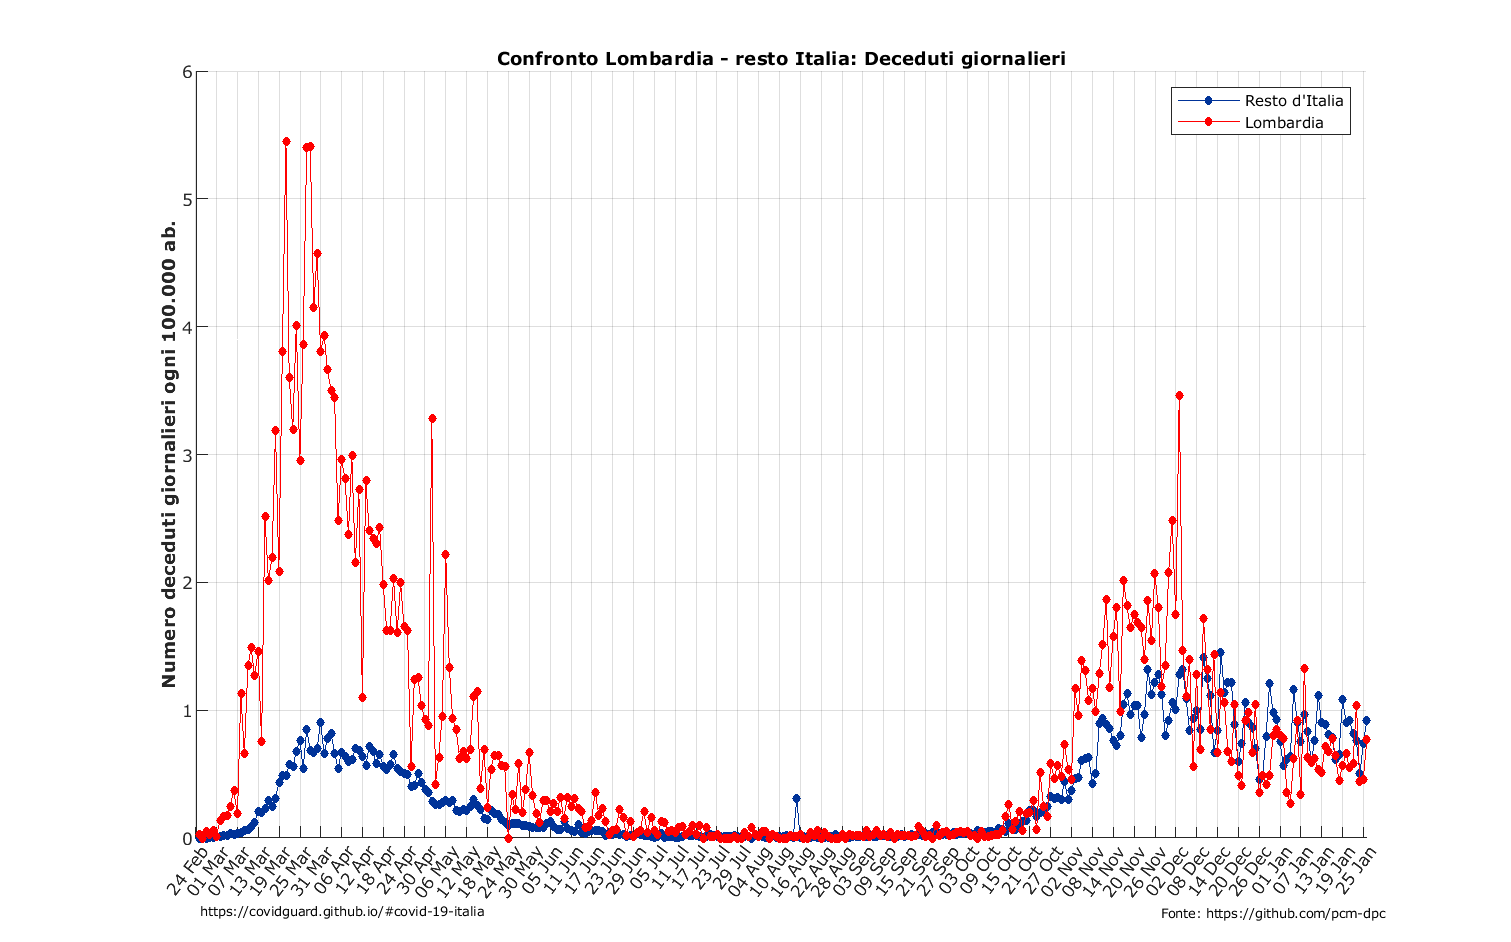 Confronto Lombardia - resto Italia: Deceduti giornalieri
Resto d'Italia
Lombardia
Numero deceduti giornalieri ogni 100.000 ab.
6
5
4
3
2
1
0
24 Feb
01 Mar
07 Mar
13 Mar
19 Mar
25 Mar
31 Mar
06 Apr
12 Apr
18 Apr
24 Apr
30 Apr
06 May
12 May
18 May
24 May
30 May
05 Jun
11 Jun
17 Jun
23 Jun
29 Jun
05 Jul
11 Jul
17 Jul
23 Jul
29 Jul
04 Aug
10 Aug
16 Aug
22 Aug
28 Aug
03 Sep
09 Sep
15 Sep
21 Sep
27 Sep
03 Oct
09 Oct
15 Oct
21 Oct
27 Oct
02 Nov
08 Nov
14 Nov
20 Nov
26 Nov
02 Dec
08 Dec
14 Dec
20 Dec
26 Dec
01 Jan
07 Jan
13 Jan
19 Jan
25 Jan
https://covidguard.github.io/#covid-19-italia
Fonte: https://github.com/pcm-dpc